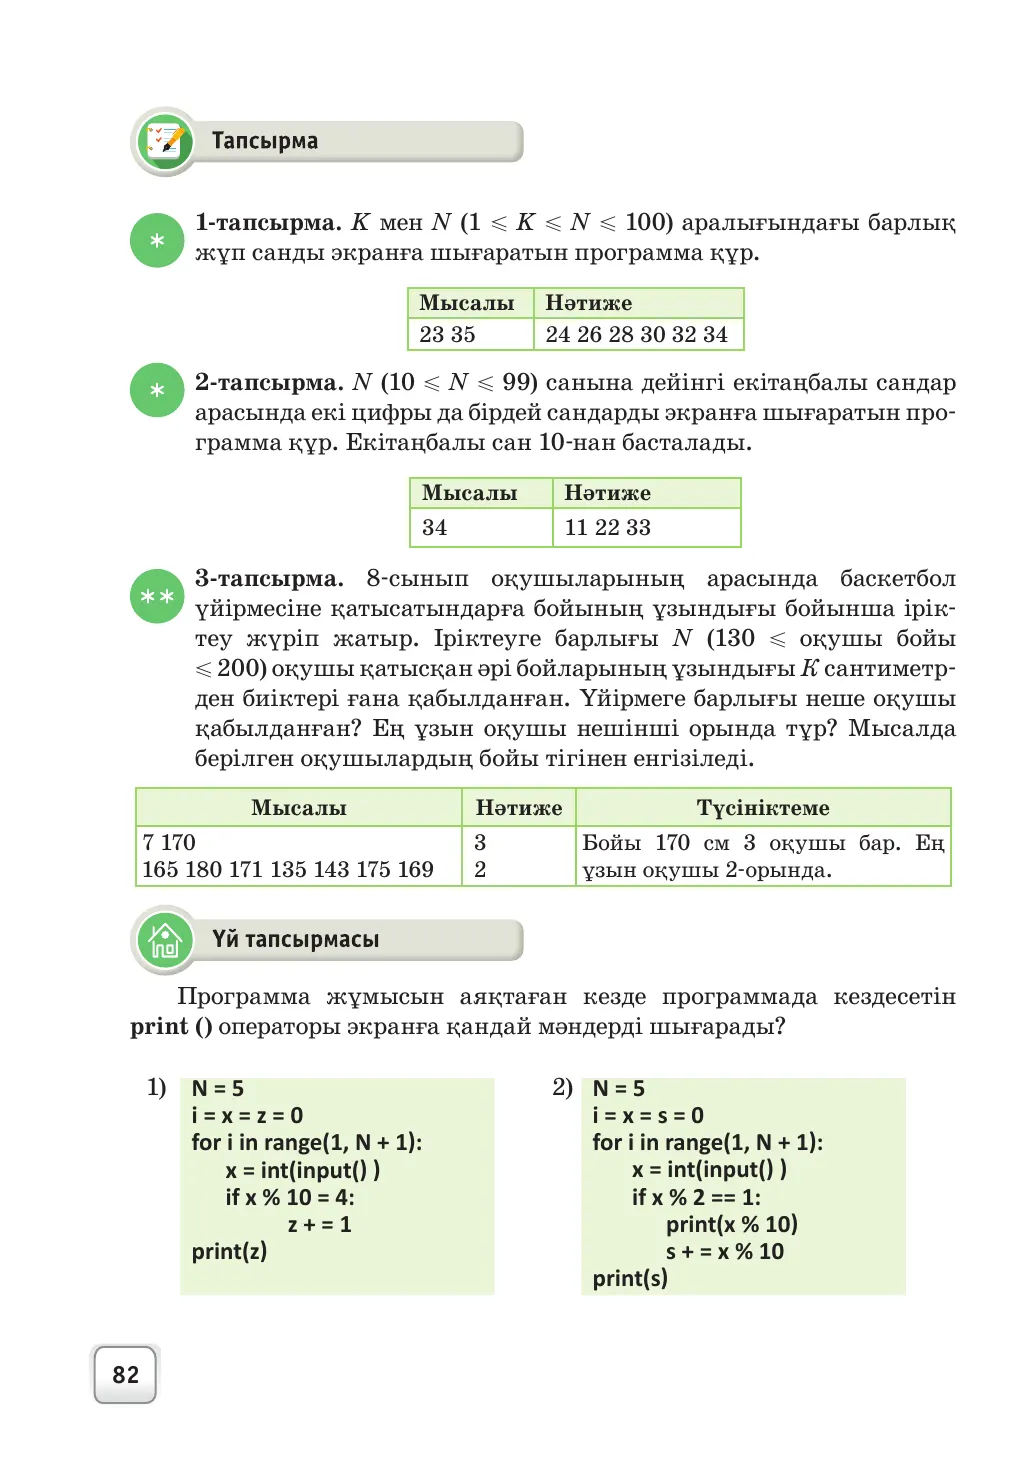 Тапсырма
*
1-тапсырма. K мен N (1 ⩽ K ⩽ N ⩽ 100) аралығындағы барлық
жұп санды экранға шығаратын программа құр.
Мысалы Нәтиже
23 35 24 26 28 30 32 34
*
2-тапсырма. N (10 ⩽ N ⩽ 99) санына дейінгі екітаңбалы сандар
арасында екі цифры да бірдей сандарды экранға шығаратын про-
грамма құр. Екітаңбалы сан 10-нан басталады.
Мысалы Нәтиже
34 11 22 33
**
3-тапсырма. 8-сынып оқушыларының арасында баскетбол
үйірмесіне қатысатындарға бойының ұзындығы бойынша ірік-
теу жүріп жатыр. Іріктеуге барлығы N (130 ⩽ оқушы бойы
⩽ 200) оқушы қатысқан әрі бойларының ұзындығы K сантиметр-
ден биіктері ғана қабылданған. Үйірмеге барлығы неше оқушы
қабылданған? Ең ұзын оқушы нешінші орында тұр? Мысалда
берілген оқушылардың бойы тігінен енгізіледі.
Мысалы Нәтиже Түсініктеме
7 170 3 Бойы 170 см 3 оқушы бар. Ең
165 180 171 135 143 175 169 2 ұзын оқушы 2-орында.
Үй тапсырмасы
Программа жұмысын аяқтаған кезде программада кездесетін
print () операторы экранға қандай мәндерді шығарады?
1)
N = 5
i = x = z = 0
for i in range(1, N + 1):
x = int(input() )
if x % 10 = 4:
z + = 1
print(z)
2)
N = 5
i = x = s = 0
for i in range(1, N + 1):
x = int(input() )
if x % 2 == 1:
print(x % 10)
s + = x % 10
print(s)
82